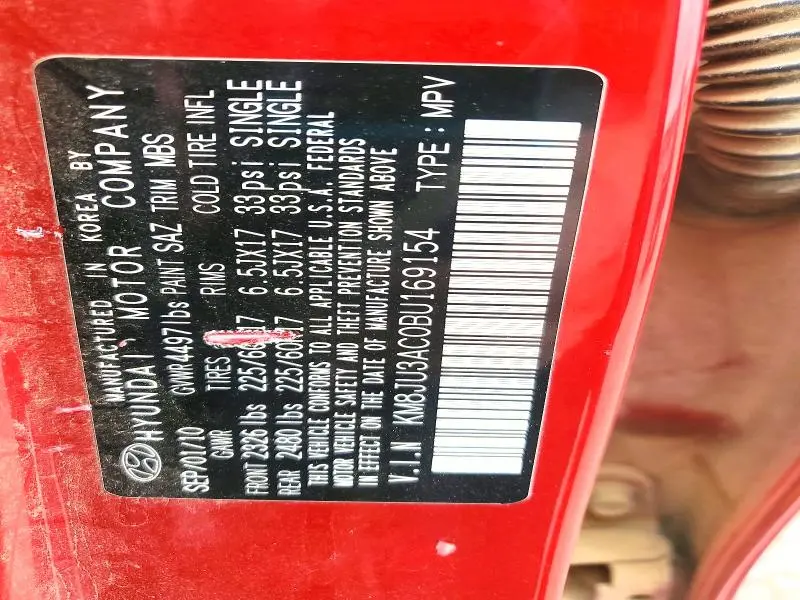 MANUFACTURED IN KOREA BY
HYUNDAI MOTOR COMPANY
SEP/01/10 GVWR 4497 lbs PAINT SAZ TRIM MBS
GAWR TIRES RIMS COLD TIRE INFL
FRONT 2326 lbs 225/60 17 6.5JX17 33psi SINGLE
REAR 2480 lbs 225/60R17 6.5JX17 33psi SINGLE
THIS VEHICLE CONFORMS TO ALL APPLICABLE U.S.A. FEDERAL
MOTOR VEHICLE SAFETY AND THEFT PREVENTION STANDARDS
IN EFFECT ON THE DATE OF MANUFACTURE SHOWN ABOVE
V.I.N KM8JU3AC0BU169154 TYPE : MPV